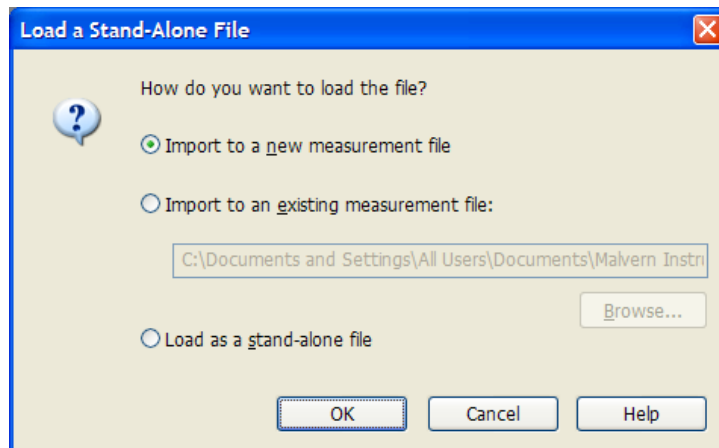 Load a Stand-Alone File
How do you want to load the file?
Import to a new measurement file
Import to an existing measurement file:
C:\Documents and Settings\All Users\Documents\Malvern Instru
Browse...
Load as a stand-alone file
OK Cancel Help